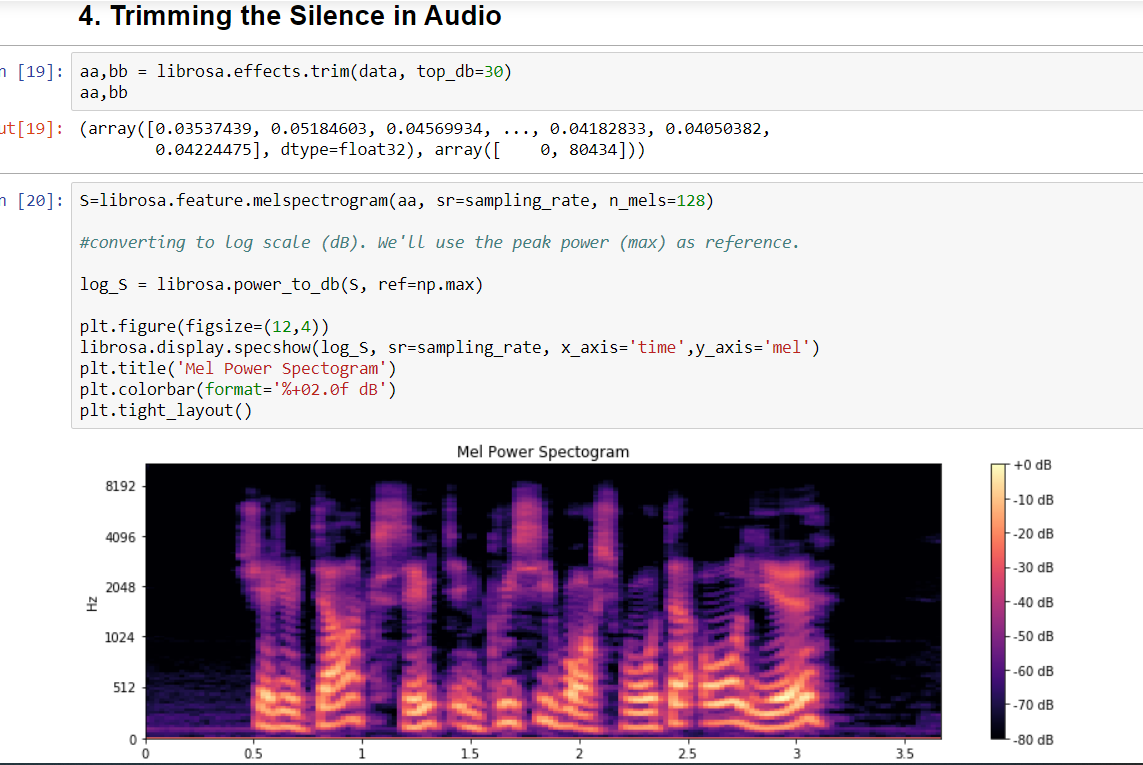 4. Trimming the Silence in Audio
n [19]: aa,bb = librosa.effects.trim(data, top_db=30)
aa,bb
ut[19]: (array([0.03537439, 0.05184603, 0.04569934, ..., 0.04182833, 0.04050382,
0.04224475], dtype=float32), array([    0, 80434]))
n [20]: S=librosa.feature.melspectrogram(aa, sr=sampling_rate, n_mels=128)
#converting to log scale (dB). We'll use the peak power (max) as reference.
log_S = librosa.power_to_db(S, ref=np.max)
plt.figure(figsize=(12,4))
librosa.display.specshow(log_S, sr=sampling_rate, x_axis='time',y_axis='mel')
plt.title('Mel Power Spectogram')
plt.colorbar(format='%+02.0f dB')
plt.tight_layout()
Mel Power Spectogram
8192
4096
2048
1024
512
0
Hz
0 0.5 1 1.5 2 2.5 3 3.5
+0 dB
-10 dB
-20 dB
-30 dB
-40 dB
-50 dB
-60 dB
-70 dB
-80 dB